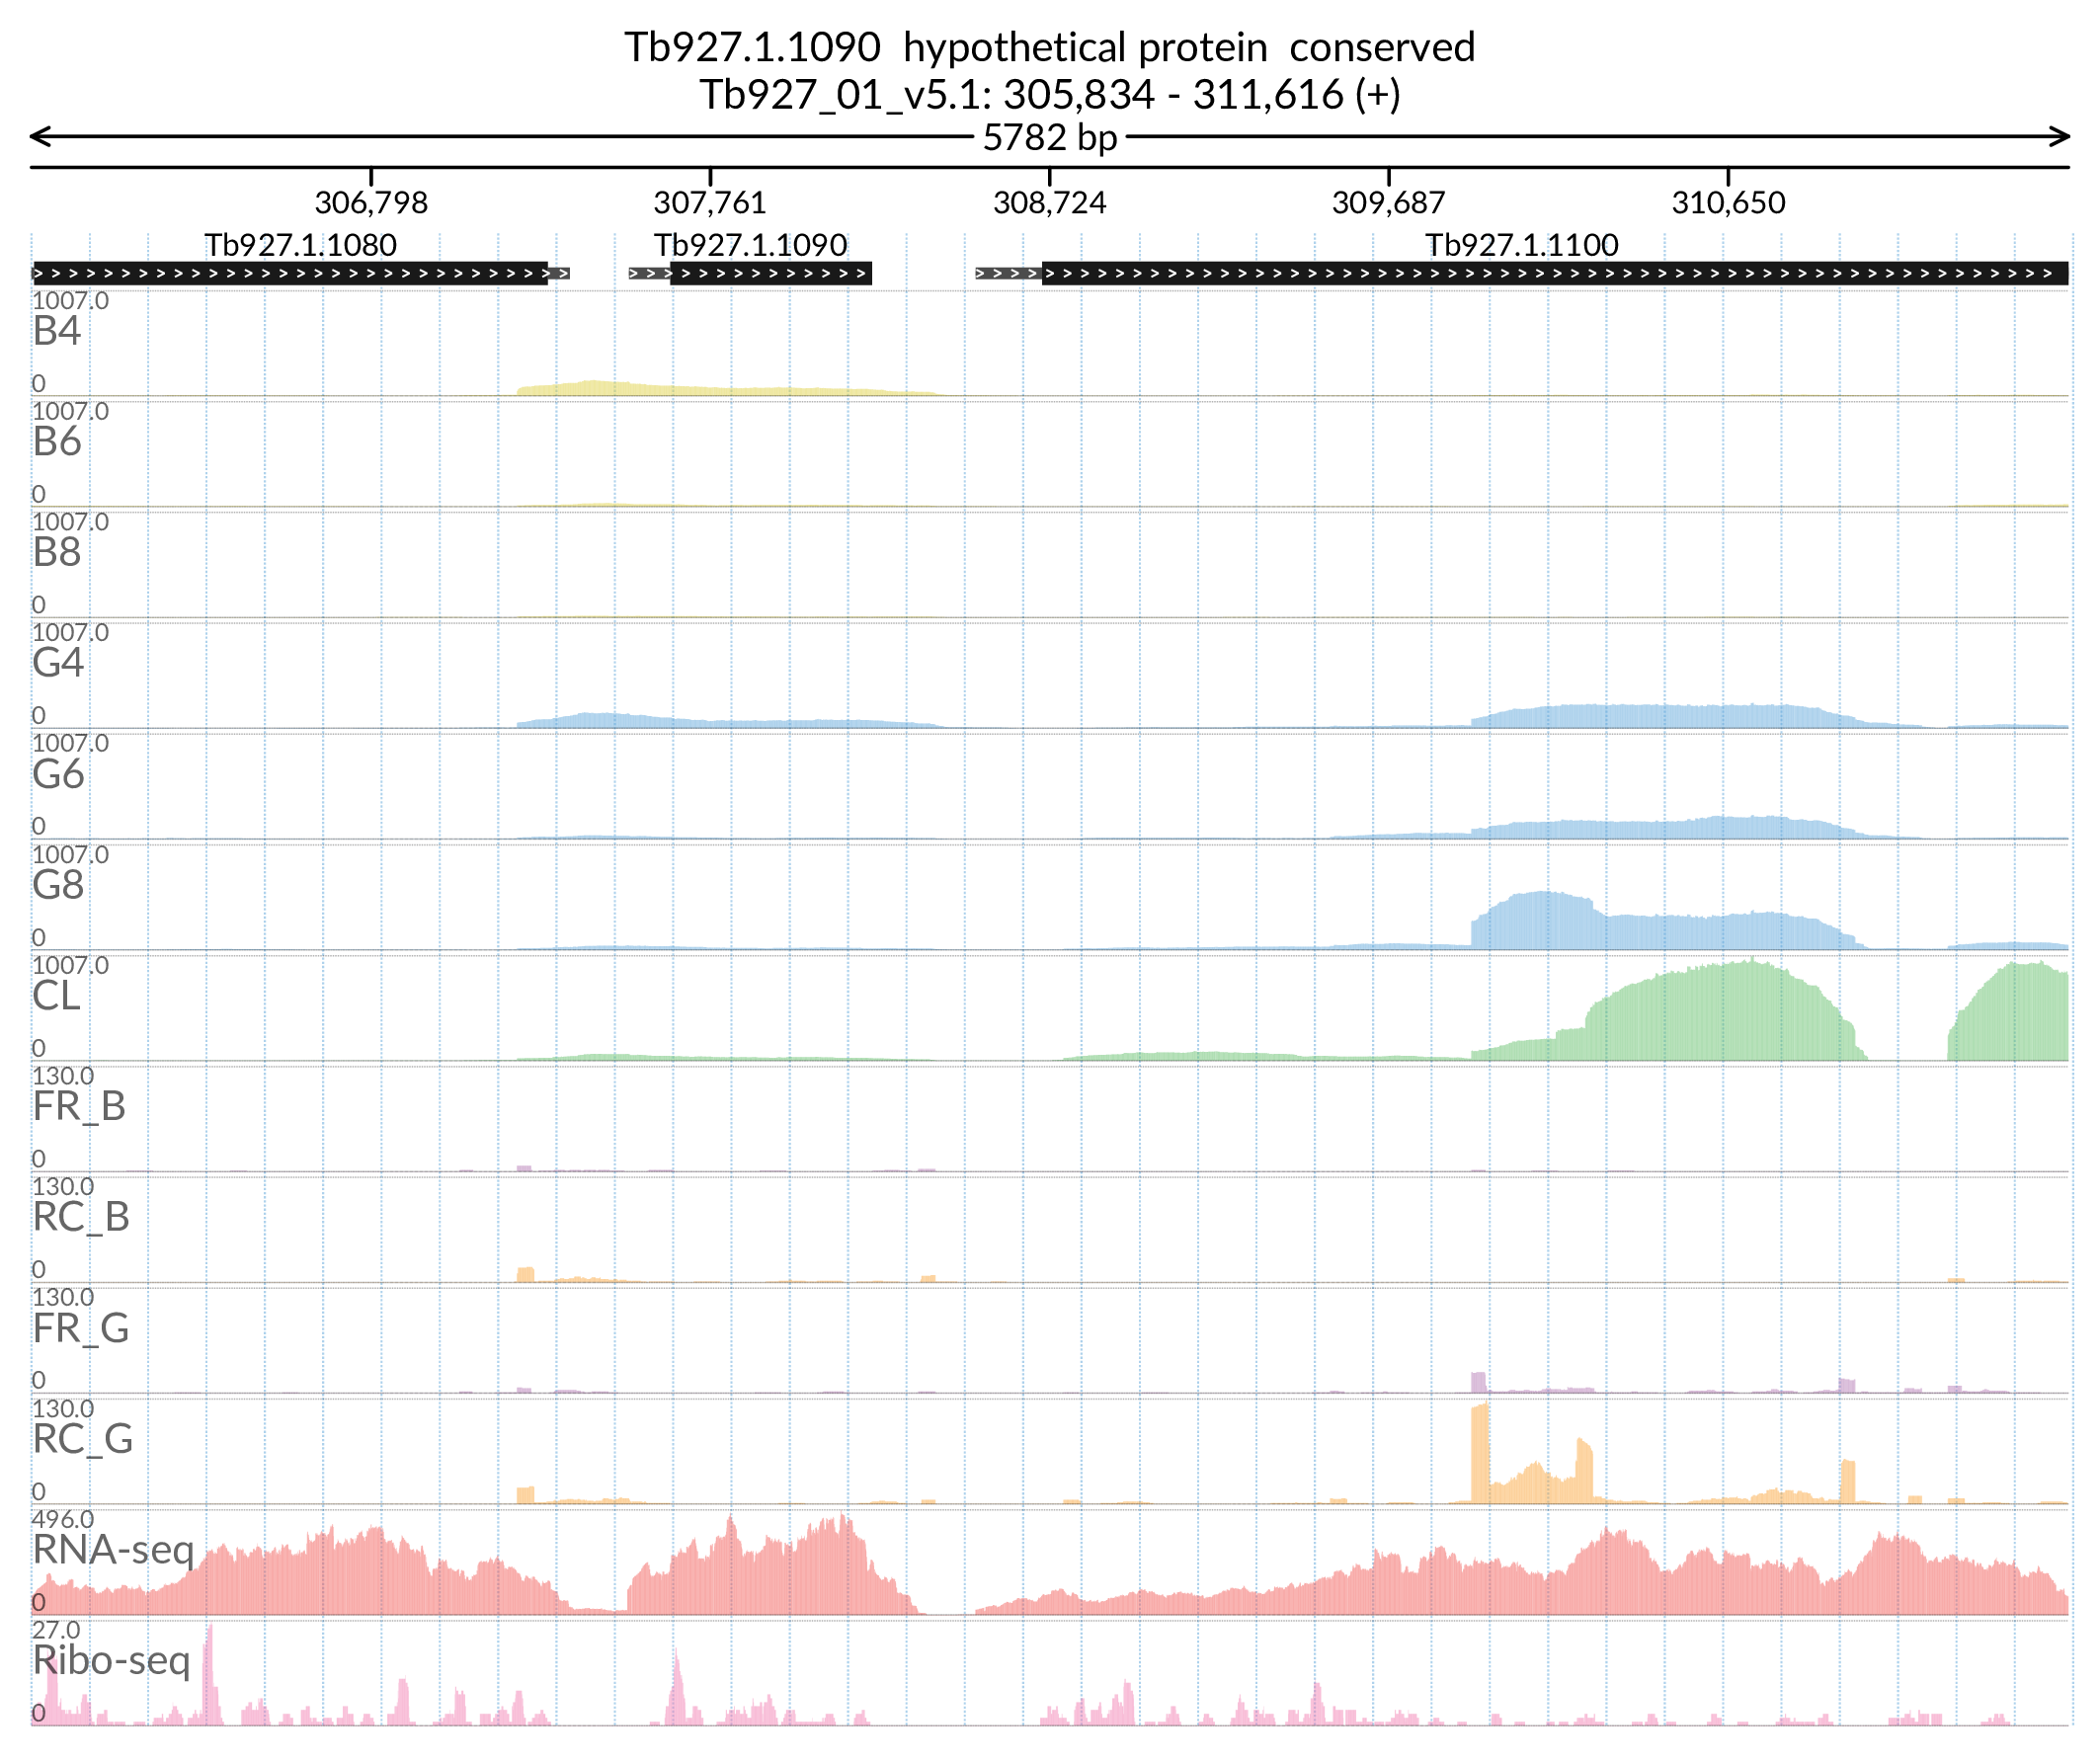 Tb927.1.1090  hypothetical protein  conserved
Tb927_01_v5.1: 305,834 - 311,616 (+)
5782 bp
306,798 307,761 308,724 309,687 310,650
Tb927.1.1080 Tb927.1.1090 Tb927.1.1100
1007.0
B4
0
1007.0
B6
0
1007.0
B8
0
1007.0
G4
0
1007.0
G6
0
1007.0
G8
0
1007.0
CL
0
130.0
FR_B
0
130.0
RC_B
0
130.0
FR_G
0
130.0
RC_G
0
496.0
RNA-seq
0
27.0
Ribo-seq
0